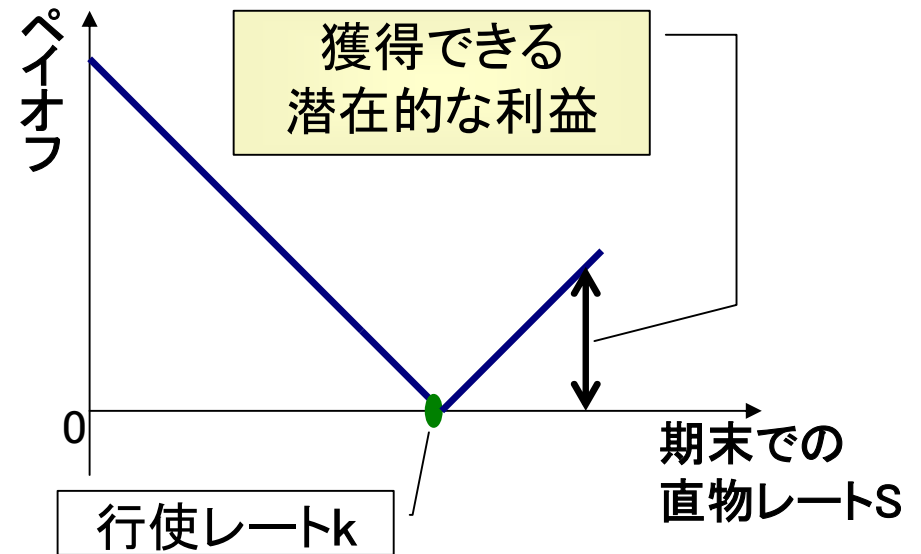 ペイオフ
獲得できる
潜在的な利益
0
期末での
直物レートS
行使レートk